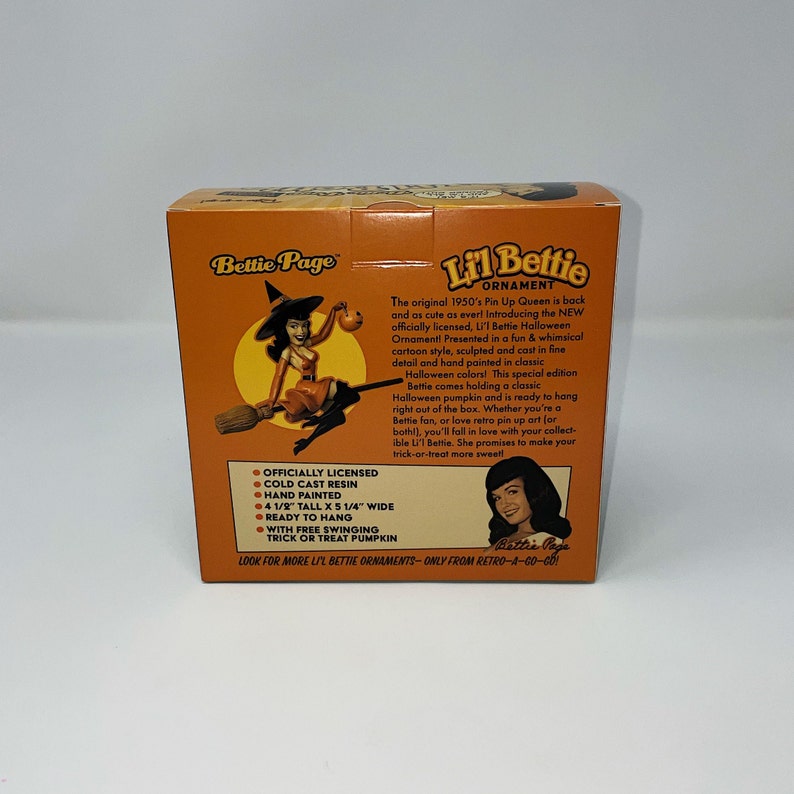 Bettie Page™
Li'l Bettie
ORNAMENT
The original 1950's Pin Up Queen is back
and as cute as ever! Introducing the NEW
officially licensed, Li'l Bettie Halloween
Ornament! Presented in a fun & whimsical
cartoon style, sculpted and cast in fine
detail and hand painted in classic
Halloween colors! This special edition
Bettie comes holding a classic
Halloween pumpkin and is ready to hang
right out of the box. Whether you're a
Bettie fan, or love retro pin up art (or
both!), you'll fall in love with your collect-
ible Li'l Bettie. She promises to make your
trick-or-treat more sweet!
OFFICIALLY LICENSED
COLD CAST RESIN
HAND PAINTED
4 1/2" TALL X 5 1/4" WIDE
READY TO HANG
WITH FREE SWINGING
TRICK OR TREAT PUMPKIN
Bettie Page
LOOK FOR MORE LI'L BETTIE ORNAMENTS– ONLY FROM RETRO–A–GO–GO!